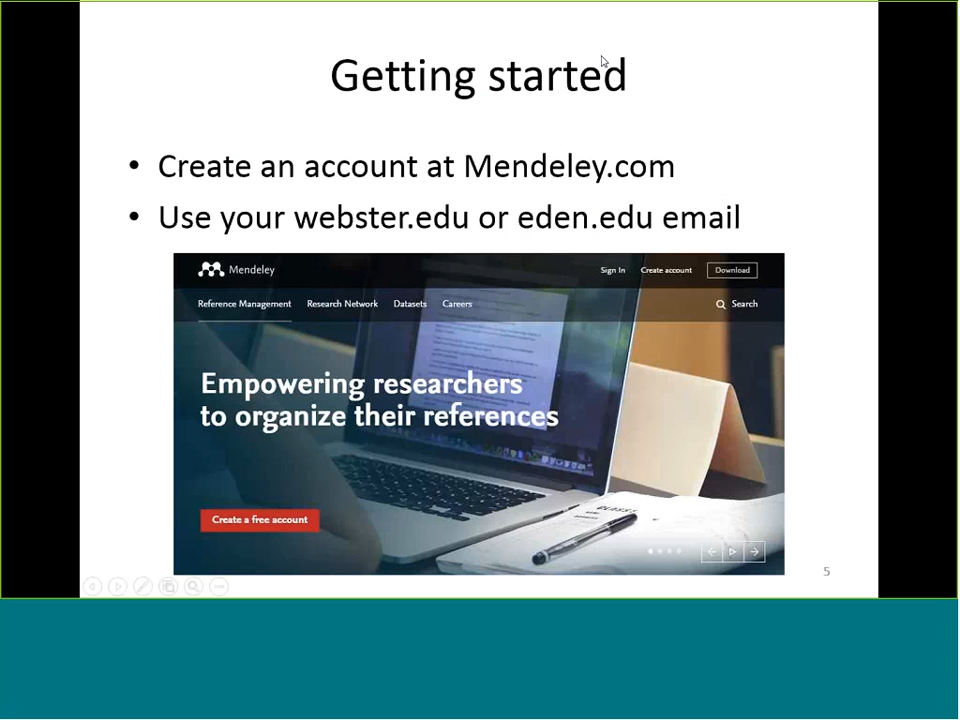 Getting started
• Create an account at Mendeley.com
• Use your webster.edu or eden.edu email
Mendeley
Sign In Create account Download
Reference Management Research Network Datasets Careers Search
Empowering researchers
to organize their references
Create a free account
5